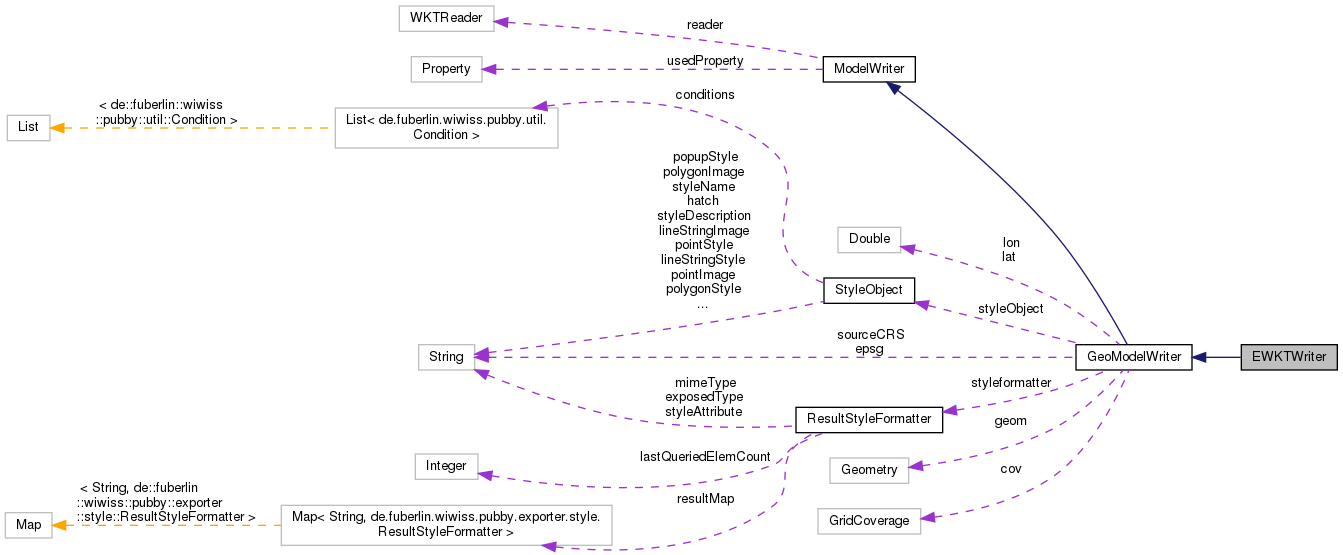 WKTReader
reader
ModelWriter
usedProperty
Property
conditions
< de::fuberlin::wiwiss
::pubby::util::Condition >
List
List< de.fuberlin.wiwiss.pubby.util.
Condition >
popupStyle
polygonImage
styleName
hatch
styleDescription
lineStringImage
pointStyle
lineStringStyle
pointImage
polygonStyle
...
Double
lon
lat
StyleObject
styleObject
String
sourceCRS
epsg
GeoModelWriter
EWKTWriter
mimeType
exposedType
styleAttribute
styleformatter
ResultStyleFormatter
geom
Integer
lastQueriedElemCount
Geometry
cov
resultMap
< String, de::fuberlin
::wiwiss::pubby::exporter
::style::ResultStyleFormatter >
Map
Map< String, de.fuberlin.wiwiss.pubby.exporter.style.
ResultStyleFormatter >
GridCoverage